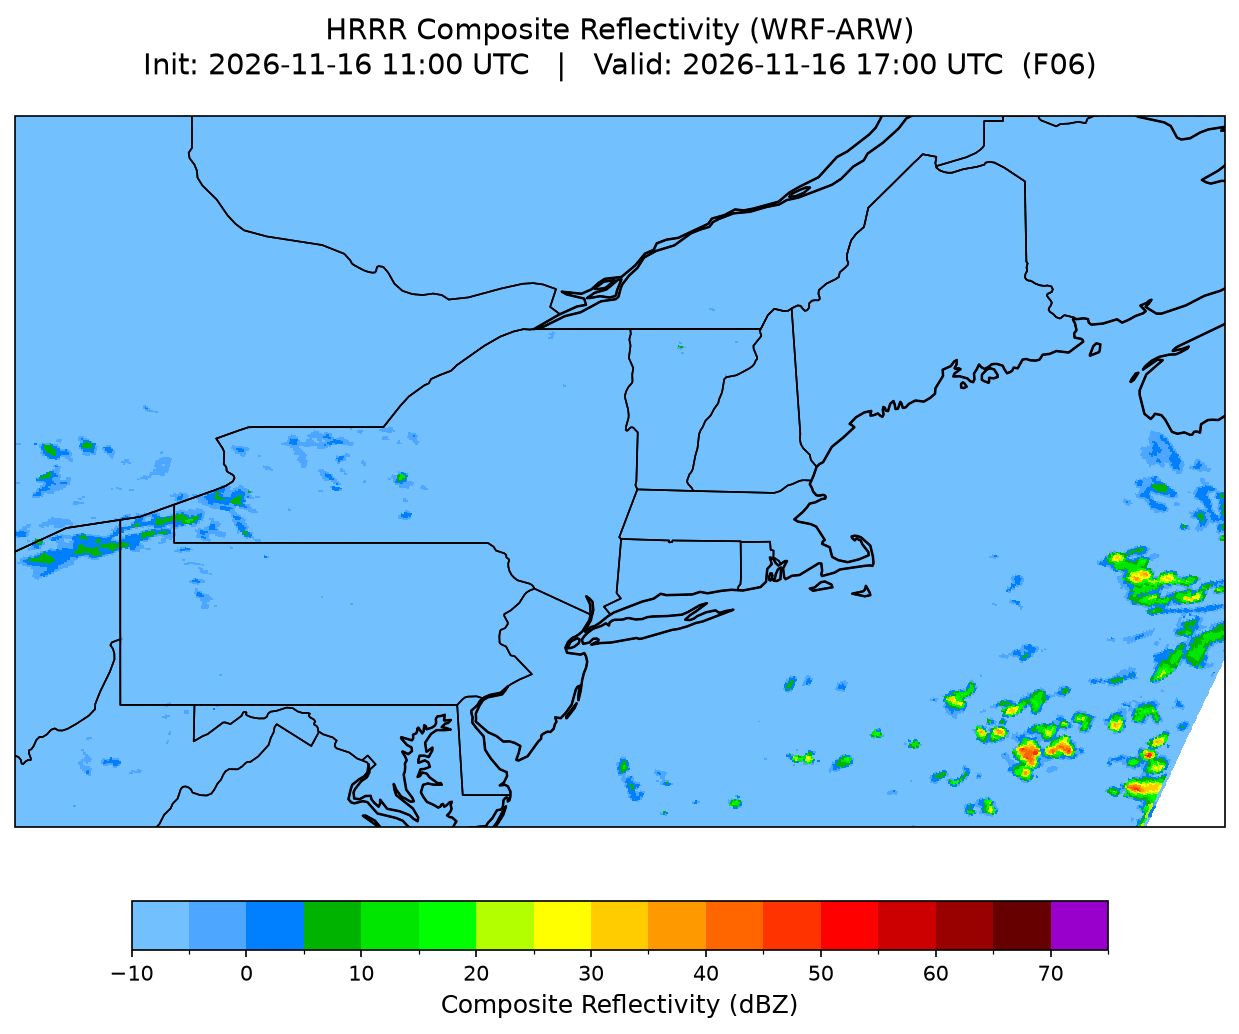 HRRR Composite Reflectivity (WRF-ARW)
Init: 2026-11-16 11:00 UTC   |   Valid: 2026-11-16 17:00 UTC  (F06)
−10 0 10 20 30 40 50 60 70
Composite Reflectivity (dBZ)